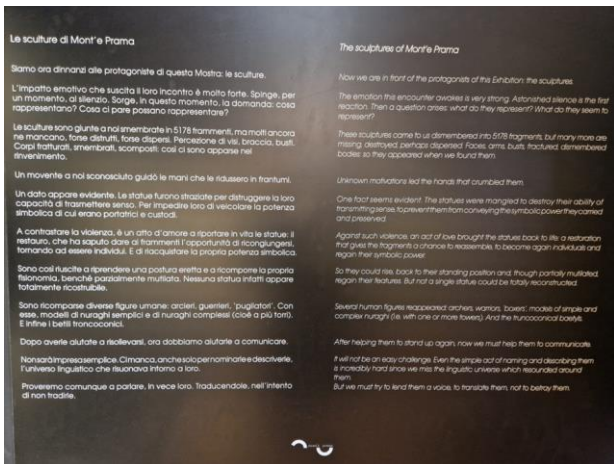 Le sculture di Mont'e Prama
Siamo ora dinnanzi alle protagoniste di questa Mostra: le sculture.
L'impatto emotivo che suscita il loro incontro è molto forte. Spinge, per
un momento, al silenzio. Sorge, in questo momento, la domanda: cosa
rappresentano? Cosa ci pare possano rappresentare?
Le sculture sono giunte a noi smembrate in 5178 frammenti, ma molti ancora
ne mancano, forse distrutti, forse dispersi. Percezione di visi, braccia, busti.
Corpi fratturati, smembrati, scomposti: così ci sono apparse nel
rinvenimento.
Un movente a noi sconosciuto guidò le mani che le ridussero in frantumi.
Un dato appare evidente. Le statue furono straziate per distruggere la loro
capacità di trasmettere senso. Per impedire loro di veicolare la potenza
simbolica di cui erano portatrici e custodi.
A contrastare la violenza, è un atto d'amore a riportare in vita le statue: il
restauro, che ha saputo dare ai frammenti l'opportunità di ricongiungersi,
tornando ad essere individui. E di riacquistare la propria potenza simbolica.
Sono così riuscite a riprendere una postura eretta e a ricomporre la propria
fisionomia, benché parzialmente mutilata. Nessuna statua infatti appare
totalmente ricostruibile.
Sono ricomparse diverse figure umane: arcieri, guerrieri, 'pugilatori'. Con
esse, modelli di nuraghi semplici e di nuraghi complessi (cioè a più torri).
E infine i betili troncoconici.
Dopo averle aiutate a risollevarsi, ora dobbiamo aiutarle a comunicare.
Non sarà impresa semplice. Ci manca, anche solo per nominarle e descriverle,
l'universo linguistico che risuonava intorno a loro.
Proveremo comunque a parlare, in vece loro. Traducendole, nell'intento
di non tradirle.
The sculptures of Mont'e Prama
Now we are in front of the protagonists of this Exhibition: the sculptures.
The emotion this encounter awakes is very strong. Astonished silence is the first
reaction. Then a question arises: what do they represent? What do they seem to
represent?
These sculptures came to us dismembered into 5178 fragments, but many more are
missing, destroyed, perhaps dispersed. Faces, arms, busts, fractured, dismembered
bodies: so they appeared when we found them.
Unknown motivations led the hands that crumbled them.
One fact seems evident. The statues were mangled to destroy their ability of
transmitting sense, to prevent them from conveying the symbolic power they carried
and preserved.
Against such violence, an act of love brought the statues back to life: a restoration
that gives the fragments a chance to reassemble, to become again individuals and
regain their symbolic power.
So they could rise, back to their standing position and, though partially mutilated,
regain their features. But not a single statue could be totally reconstructed.
Several human figures reappeared: archers, warriors, 'boxers'; models of simple and
complex nuraghi (i.e. with one or more towers). And the truncoconical baetyls.
After helping them to stand up again, now we must help them to communicate.
It will not be an easy challenge. Even the simple act of naming and describing them
is incredibly hard since we miss the linguistic universe which resounded around
them.
But we must try to lend them a voice, to translate them, not to betray them.